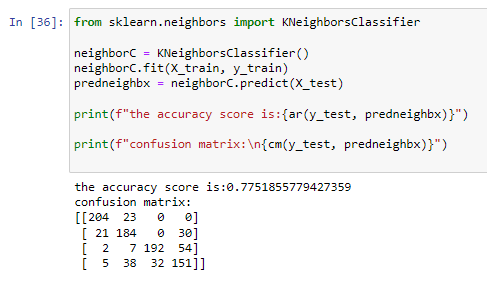 In [36]: from sklearn.neighbors import KNeighborsClassifier
neighborC = KNeighborsClassifier()
neighborC.fit(X_train, y_train)
predneighbx = neighborC.predict(X_test)
print(f"the accuracy score is:{ar(y_test, predneighbx)}")
print(f"confusion matrix:\n{cm(y_test, predneighbx)}")
the accuracy score is:0.7751855779427359
confusion matrix:
[[204  23   0   0]
 [ 21 184   0  30]
 [  2   7 192  54]
 [  5  38  32 151]]